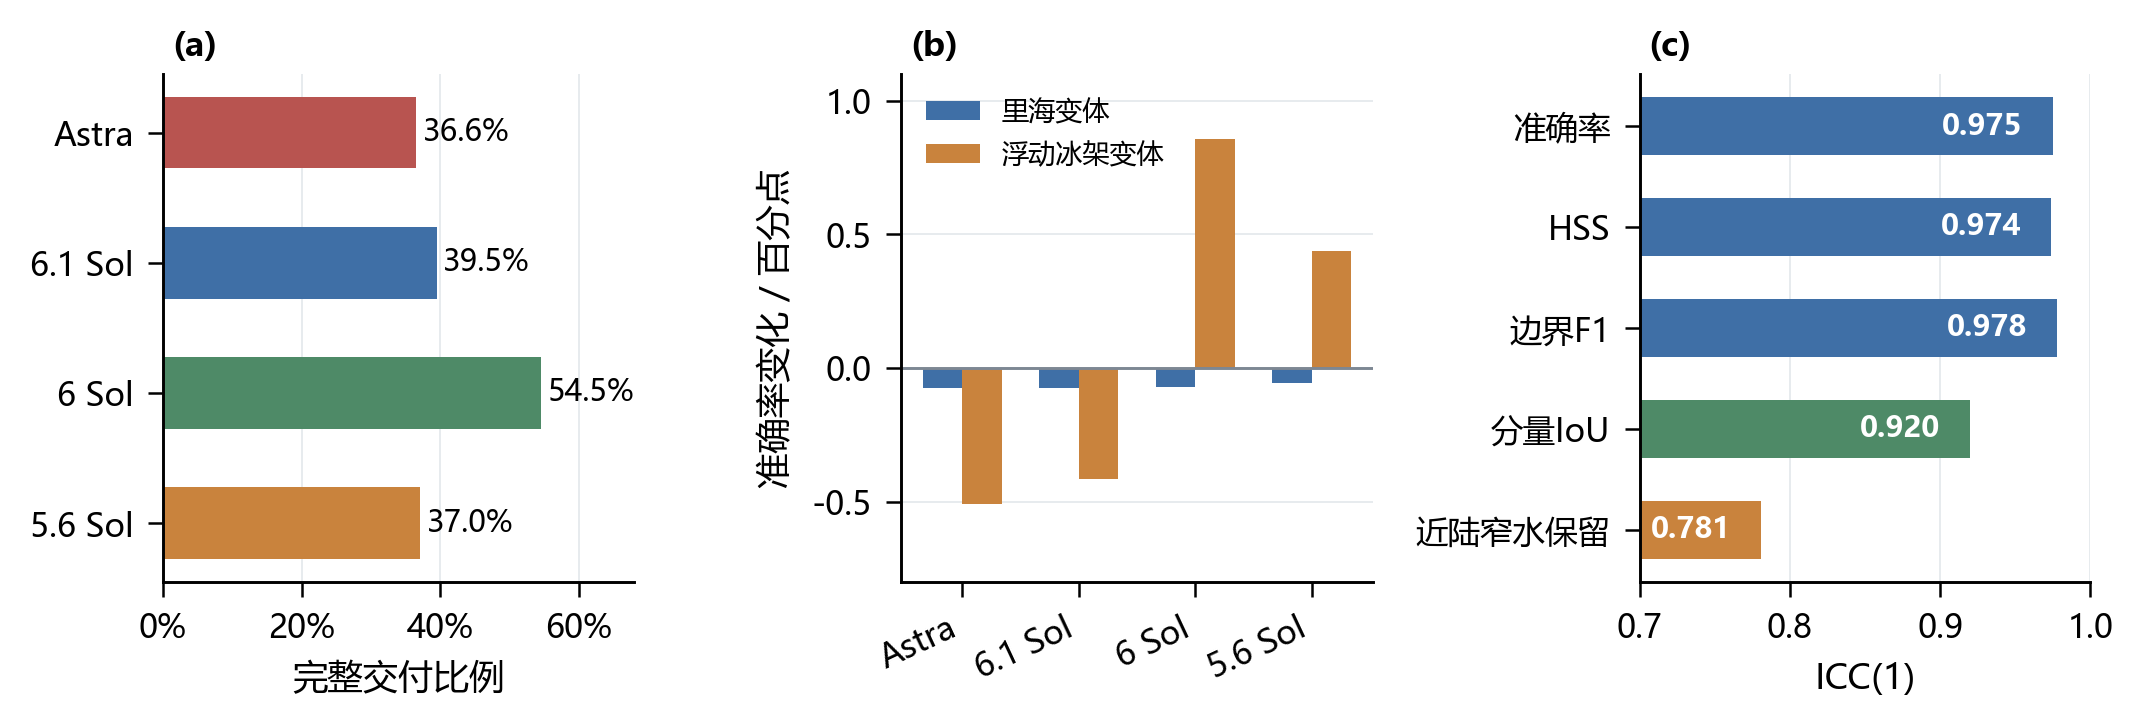 (a)
Astra
36.6%
6.1 Sol
39.5%
6 Sol
54.5%
5.6 Sol
37.0%
0% 20% 40% 60%
完整交付比例
(b)
准确率变化 / 百分点
1.0
0.5
0.0
-0.5
里海变体
浮动冰架变体
Astra
6.1 Sol
6 Sol
5.6 Sol
(c)
准确率
0.975
HSS
0.974
边界F1
0.978
分量IoU
0.920
近陆窄水保留
0.781
0.7 0.8 0.9 1.0
ICC(1)